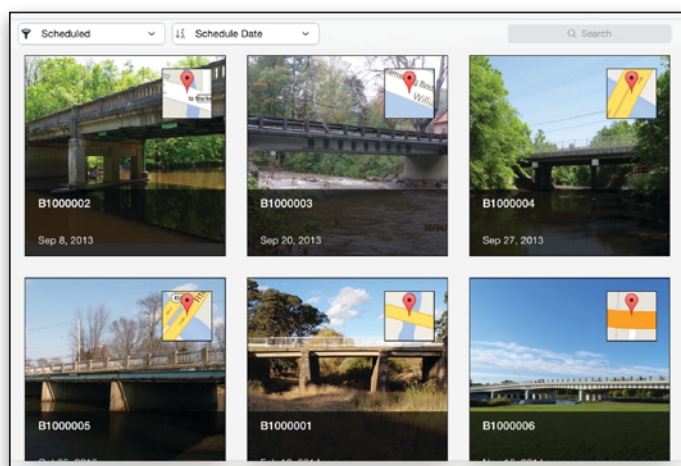 Scheduled
Schedule Date
Search
B1000002
Sep 8, 2013
B1000003
Sep 20, 2013
B1000004
Sep 27, 2013
B1000005
B1000001
B1000006